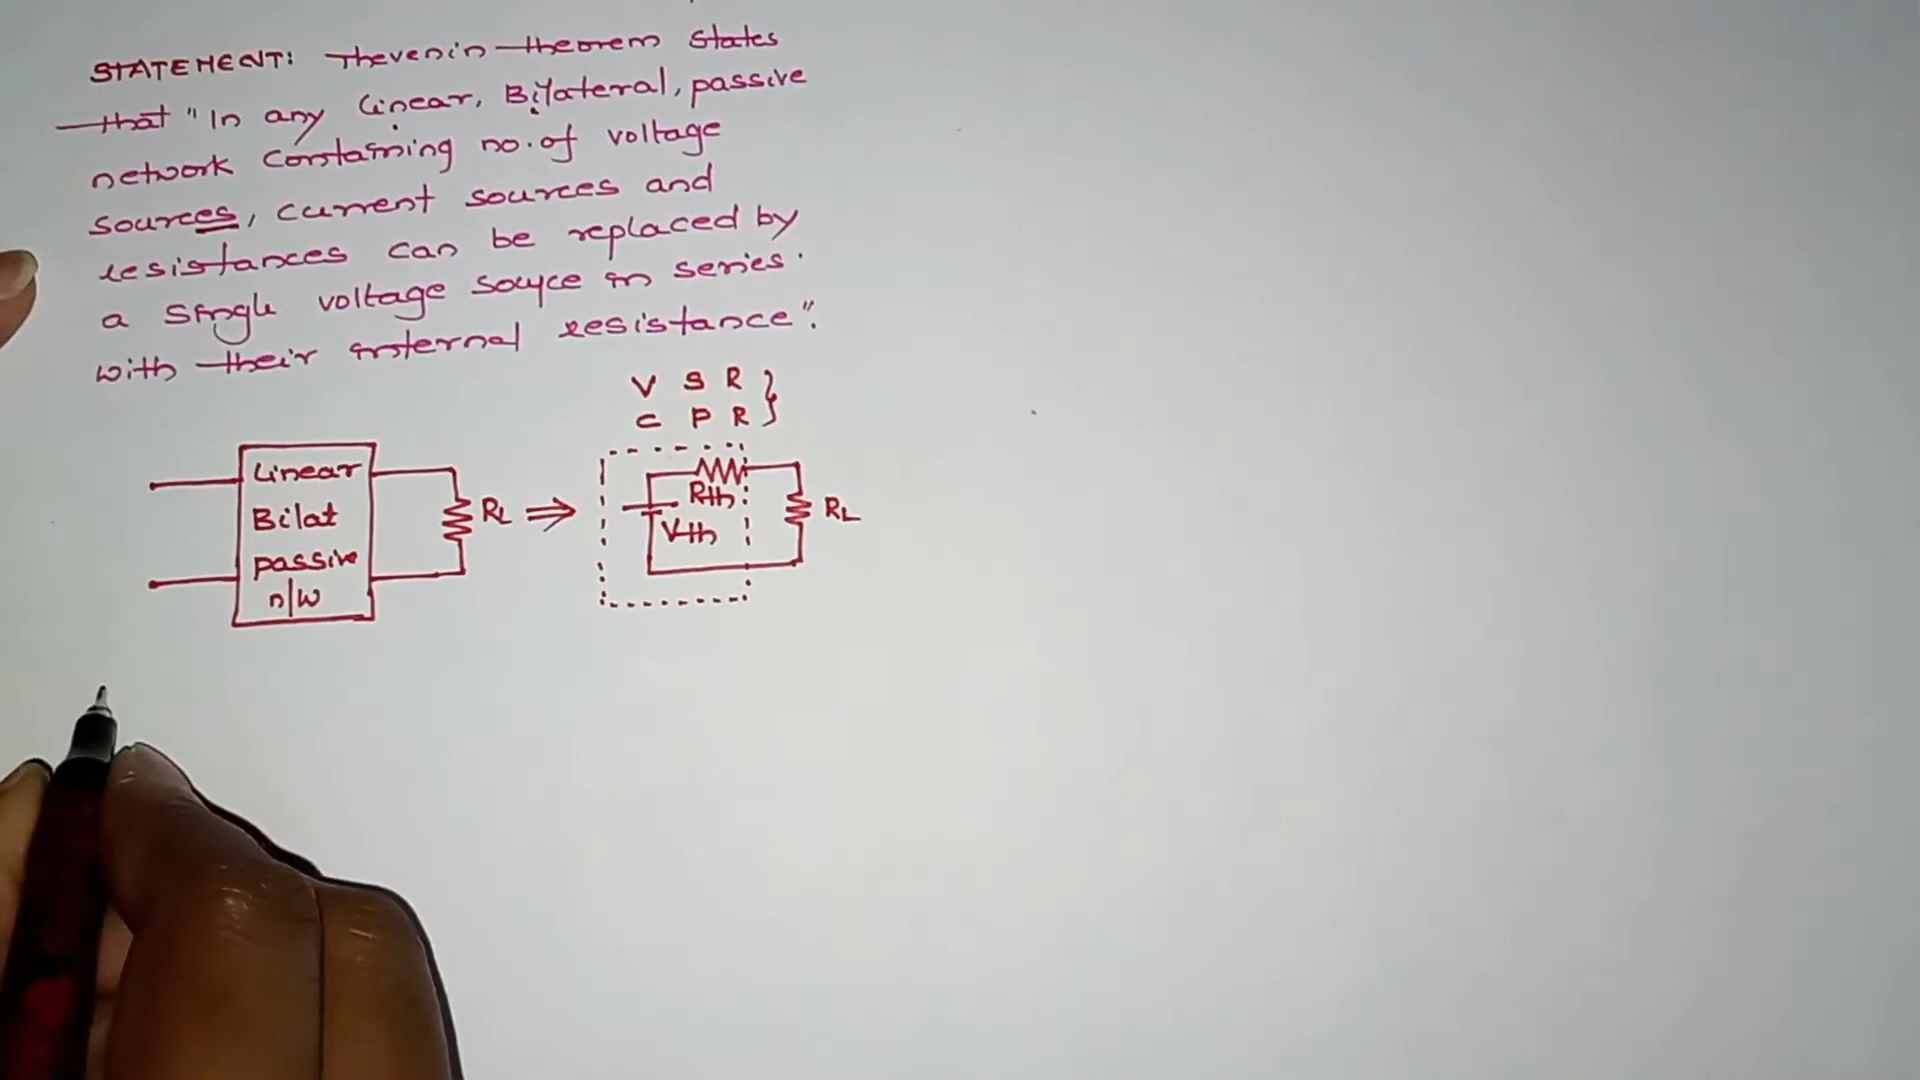 STATEMENT: Thevenin theorem states
that "In any Linear, Bilateral, passive
network containing no. of voltage
sources, current sources and
resistances can be replaced by
a single voltage source in series
with their internal resistance".
V S R
C P R
Linear
Bilat
passive
n/w
RL
Rth
Vth
RL